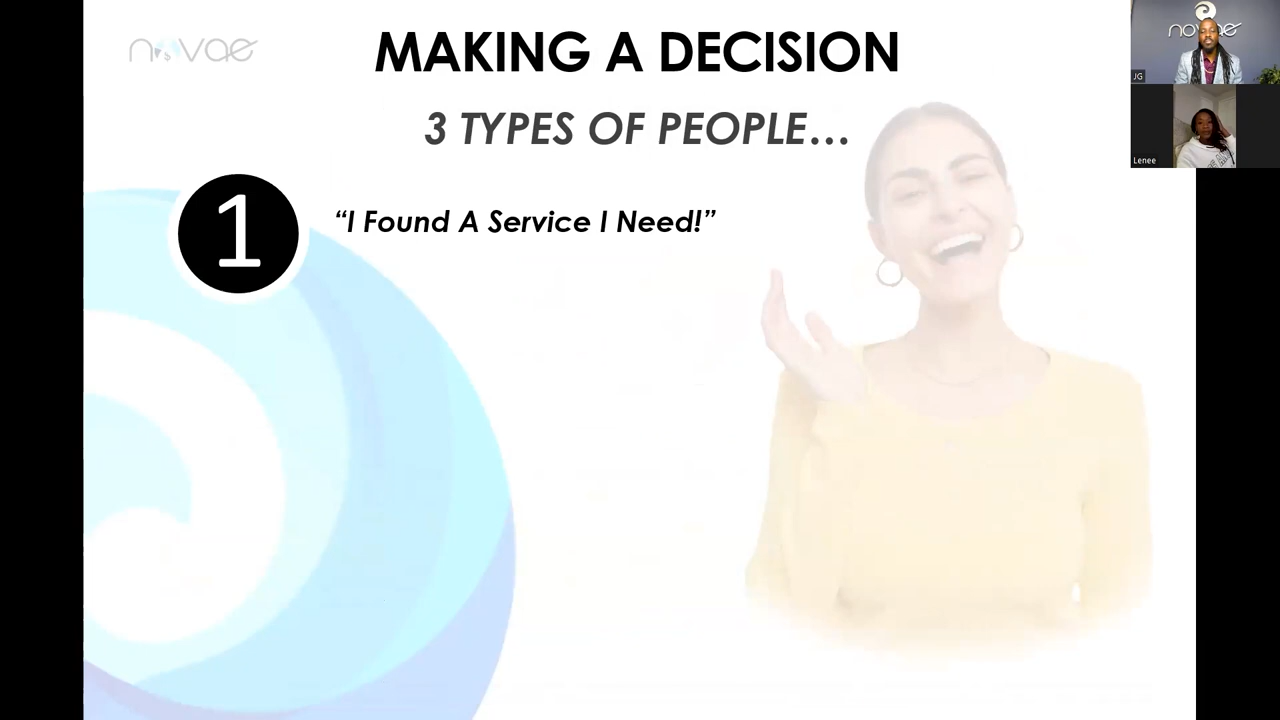 novae
MAKING A DECISION
3 TYPES OF PEOPLE…
1
“I Found A Service I Need!”
novae
JG
Lenee